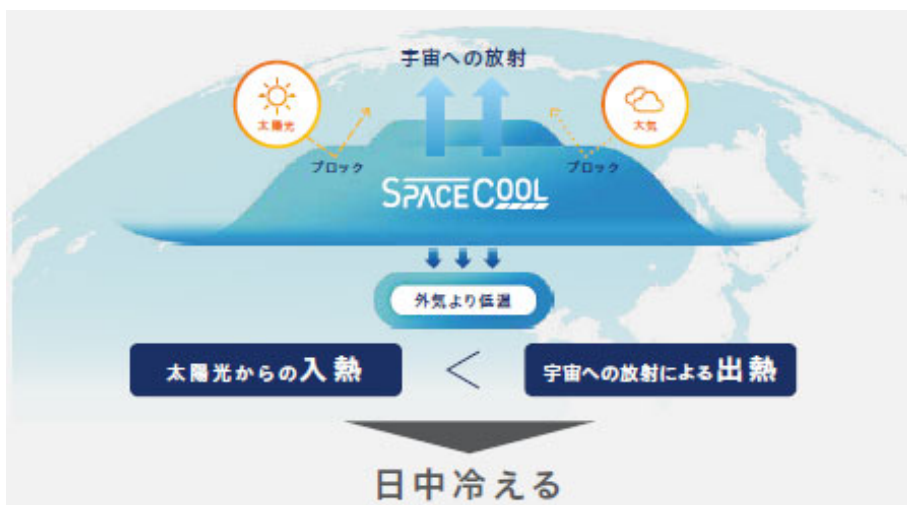 宇宙への放射
太陽光
大気
ブロック
ブロック
SPACECOOL
外気より低温
太陽光からの入熱
<
宇宙への放射による出熱
日中冷える